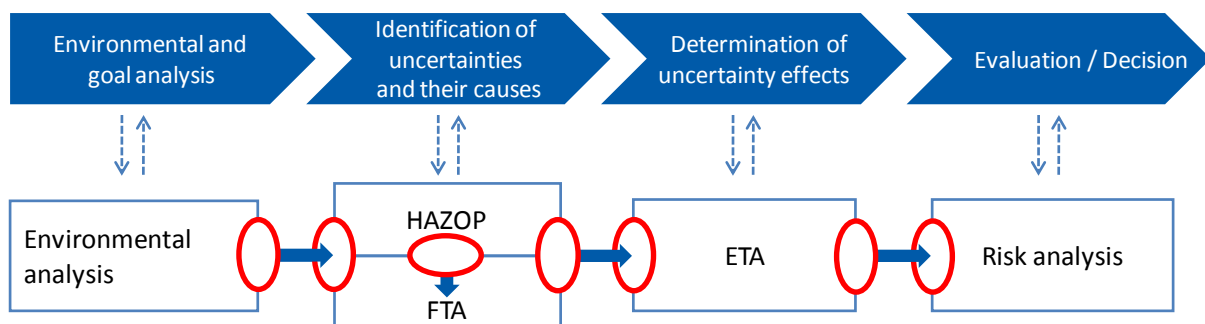 Environmental and
goal analysis
Identification of
uncertainties
and their causes
Determination of
uncertainty effects
Evaluation / Decision
Environmental
analysis
HAZOP
FTA
ETA
Risk analysis